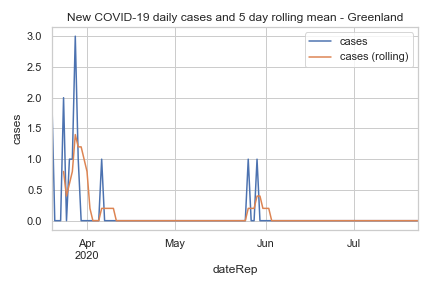 New COVID-19 daily cases and 5 day rolling mean - Greenland
cases
cases (rolling)
3.0
2.5
2.0
1.5
1.0
0.5
0.0
cases
Apr
2020
May
Jun
Jul
dateRep